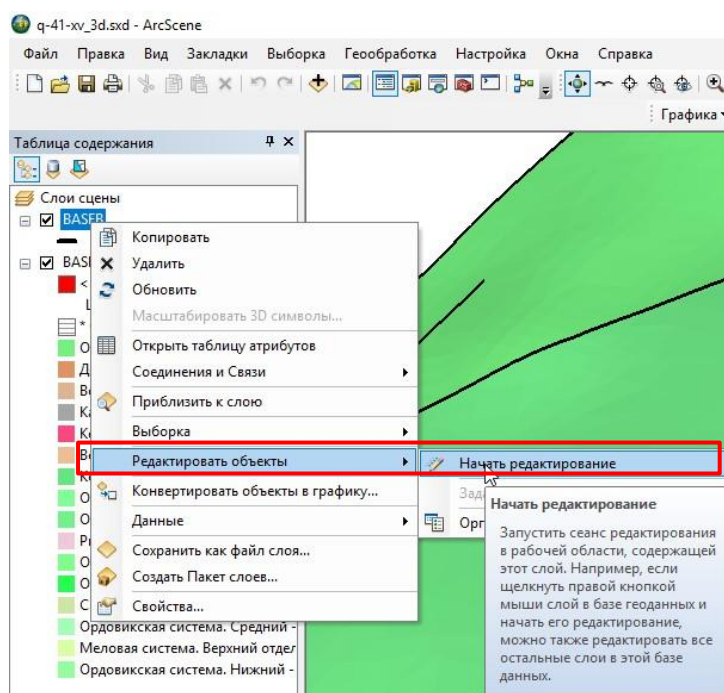 q-41-xv_3d.sxd - ArcScene
Файл Правка Вид Закладки Выборка Геообработка Настройка Окна Справка
Графика
Таблица содержания
Слои сцены
BASEB
Копировать
BASI
Удалить
<
Обновить
Масштабировать 3D символы...
*
Открыть таблицу атрибутов
Соединения и Связи
Приблизить к слою
Выборка
Редактировать объекты
Начать редактирование
Конвертировать объекты в графику...
Данные
Сохранить как файл слоя...
Создать Пакет слоев...
Свойства...
Начать редактирование
Запустить сеанс редактирования
в рабочей области, содержащей
этот слой. Например, если
щелкнуть правой кнопкой
мыши слой в базе геоданных и
начать его редактирование,
можно также редактировать все
остальные слои в этой базе
данных.
Ордовикская система. Средний -
Меловая система. Верхний отдел
Ордовикская система. Нижний -